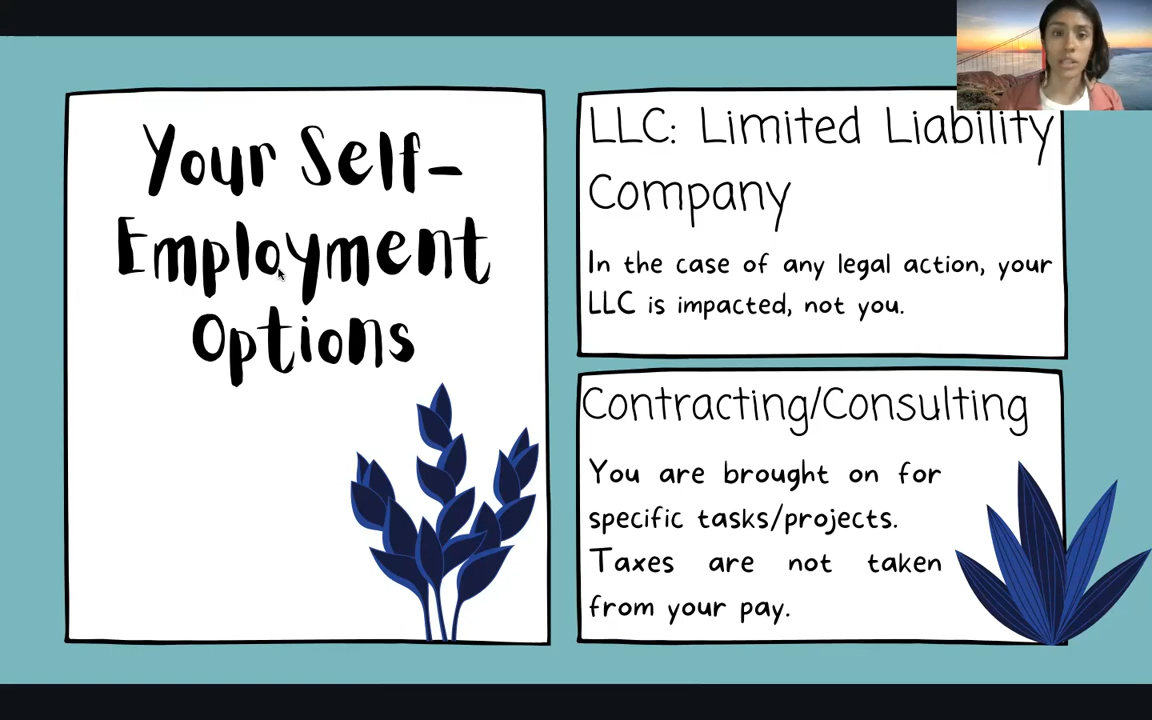 Your Self-
Employment
Options
LLC: Limited Liability
Company
In the case of any legal action, your
LLC is impacted, not you.
Contracting/Consulting
You are brought on for
specific tasks/projects.
Taxes are not taken
from your pay.